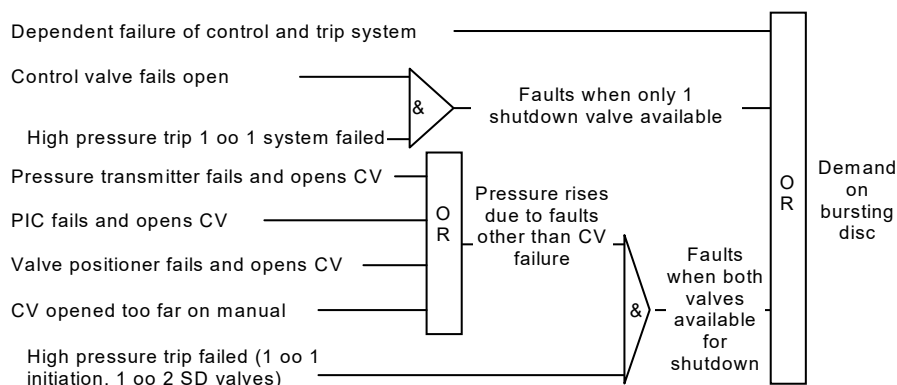 Dependent failure of control and trip system
Control valve fails open
&
Faults when only 1
shutdown valve available
High pressure trip 1 oo 1 system failed
Pressure transmitter fails and opens CV
PIC fails and opens CV
Valve positioner fails and opens CV
CV opened too far on manual
O
R
Pressure rises
due to faults
other than CV
failure
High pressure trip failed (1 oo 1
initiation, 1 oo 2 SD valves)
&
Faults
when both
valves
available
for
shutdown
O
R
Demand
on
bursting
disc